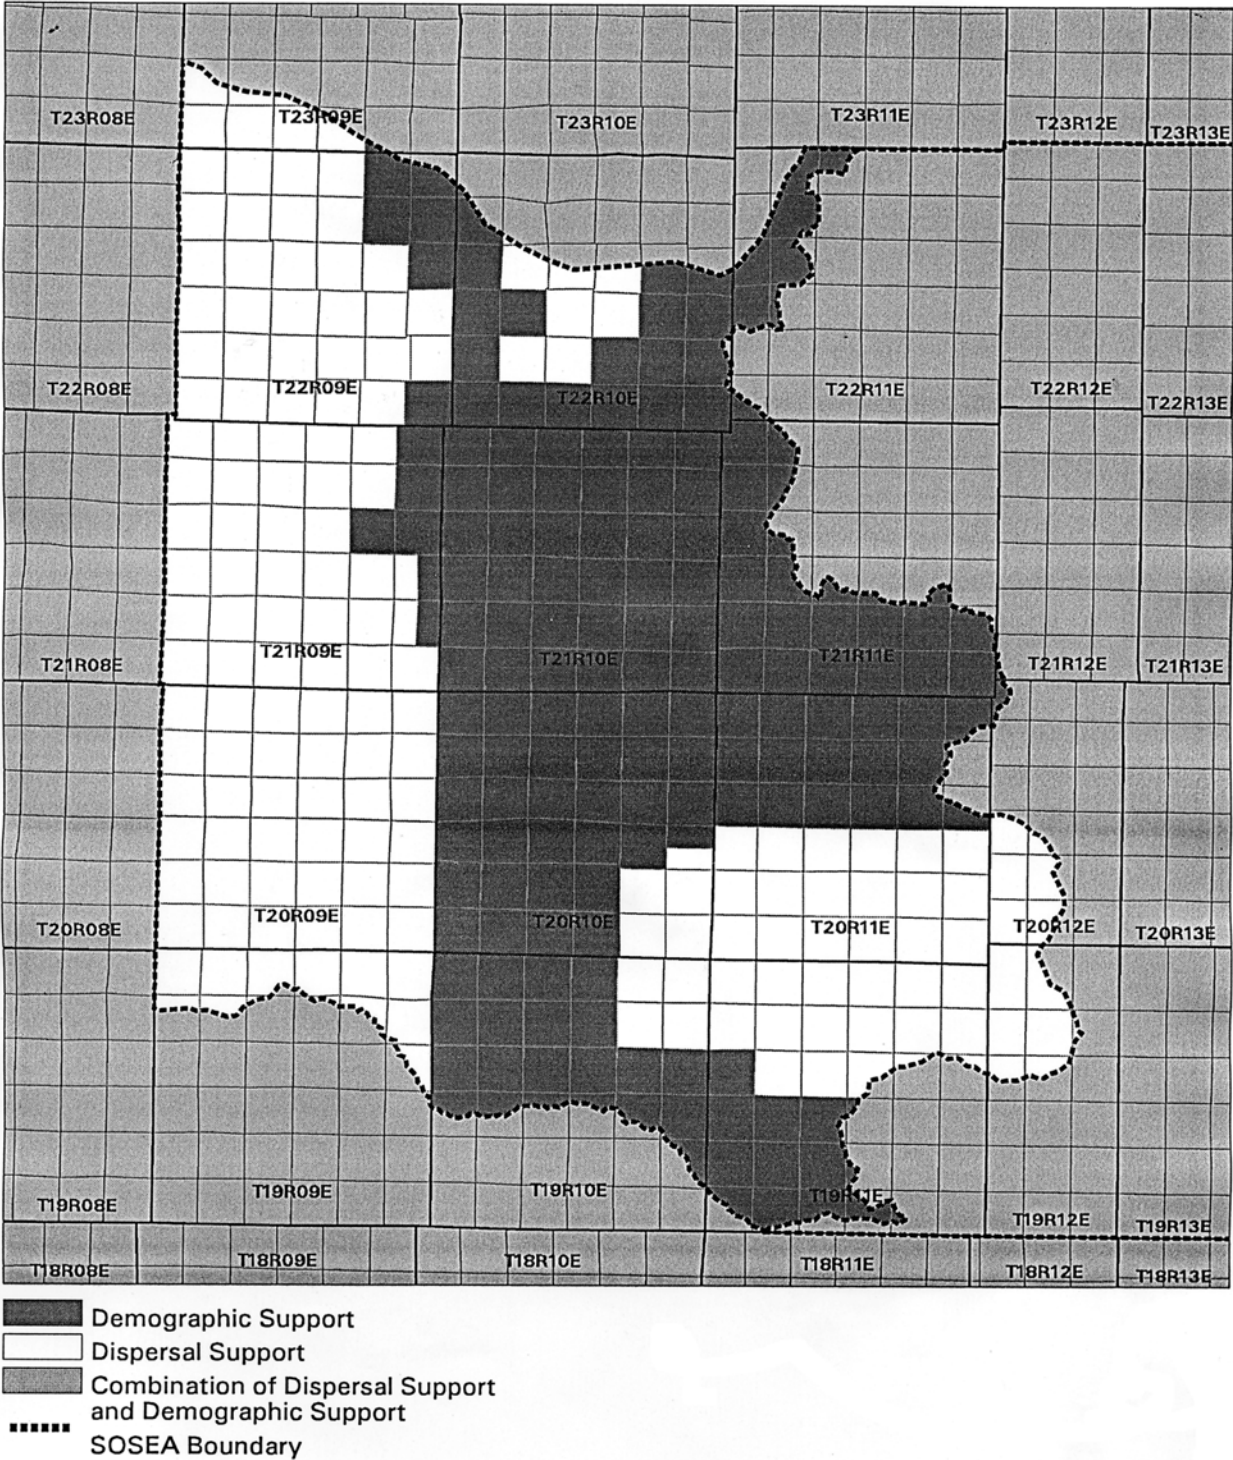 T23R08E
T23R09E
T23R10E
T23R11E
T23R12E
T23R13E
T22R08E
T22R09E
T22R10E
T22R11E
T22R12E
T22R13E
T21R08E
T21R09E
T21R10E
T21R11E
T21R12E
T21R13E
T20R08E
T20R09E
T20R10E
T20R11E
T20R12E
T20R13E
T19R08E
T19R09E
T19R10E
T19R11E
T19R12E
T19R13E
T18R08E
T18R09E
T18R10E
T18R11E
T18R12E
T18R13E
Demographic Support
Dispersal Support
Combination of Dispersal Support
and Demographic Support
SOSEA Boundary